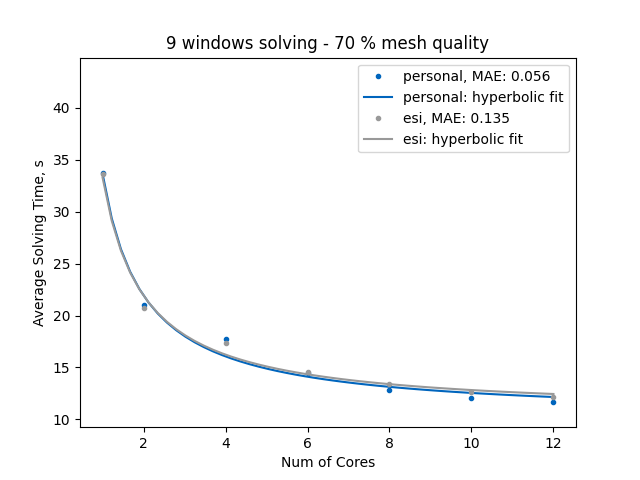 9 windows solving - 70 % mesh quality
personal, MAE: 0.056
personal: hyperbolic fit
esi, MAE: 0.135
esi: hyperbolic fit
Average Solving Time, s
40
35
30
25
20
15
10
2 4 6 8 10 12
Num of Cores